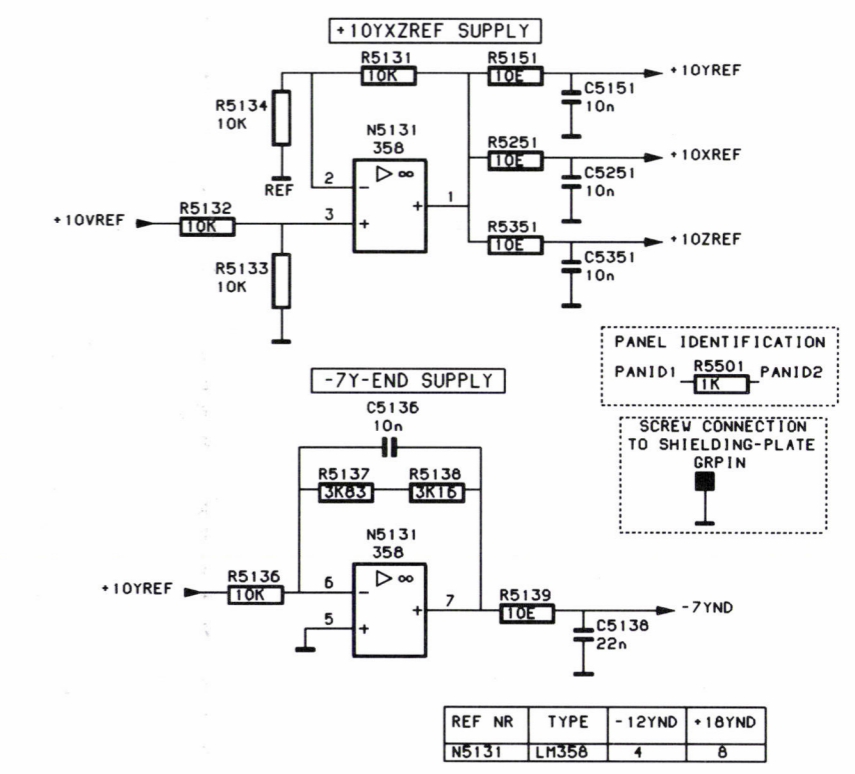 +10YXZREF SUPPLY
R5131
10K
R5151
10E
+10YREF
C5151
10n
R5134
10K
REF
N5131
358
▷ ∞
2
-
3
+
+
1
R5251
10E
+10XREF
C5251
10n
+10VREF
R5132
10K
R5133
10K
R5351
10E
+10ZREF
C5351
10n
PANEL IDENTIFICATION
PANID1
R5501
1K
PANID2
SCREW CONNECTION
TO SHIELDING-PLATE
GRPIN
-7Y-END SUPPLY
C5136
10n
R5137
3K83
R5138
3K16
N5131
358
▷ ∞
+10YREF
R5136
10K
6
-
5
+
+
7
R5139
10E
-7YND
C5138
22n
REF NR TYPE -12YND +18YND
N5131 LM358 4 8